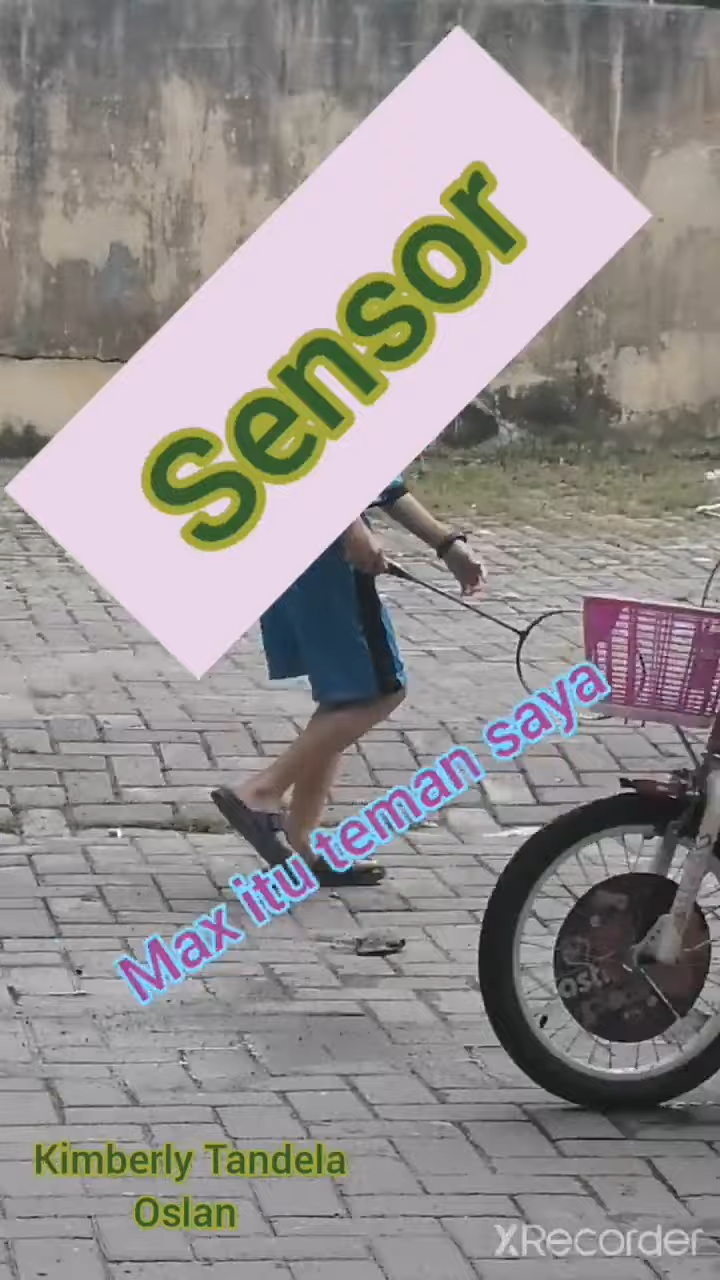 Sensor
Max itu teman saya
Kimberly Tandela
Oslan
XRecorder